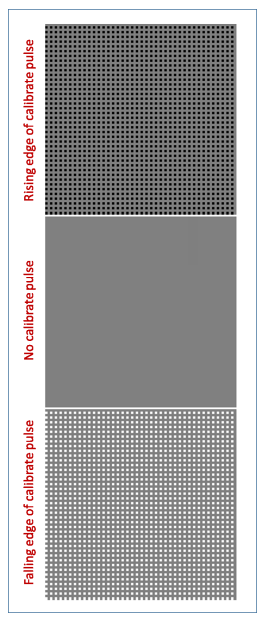 Rising edge of calibrate pulse
No calibrate pulse
Falling edge of calibrate pulse